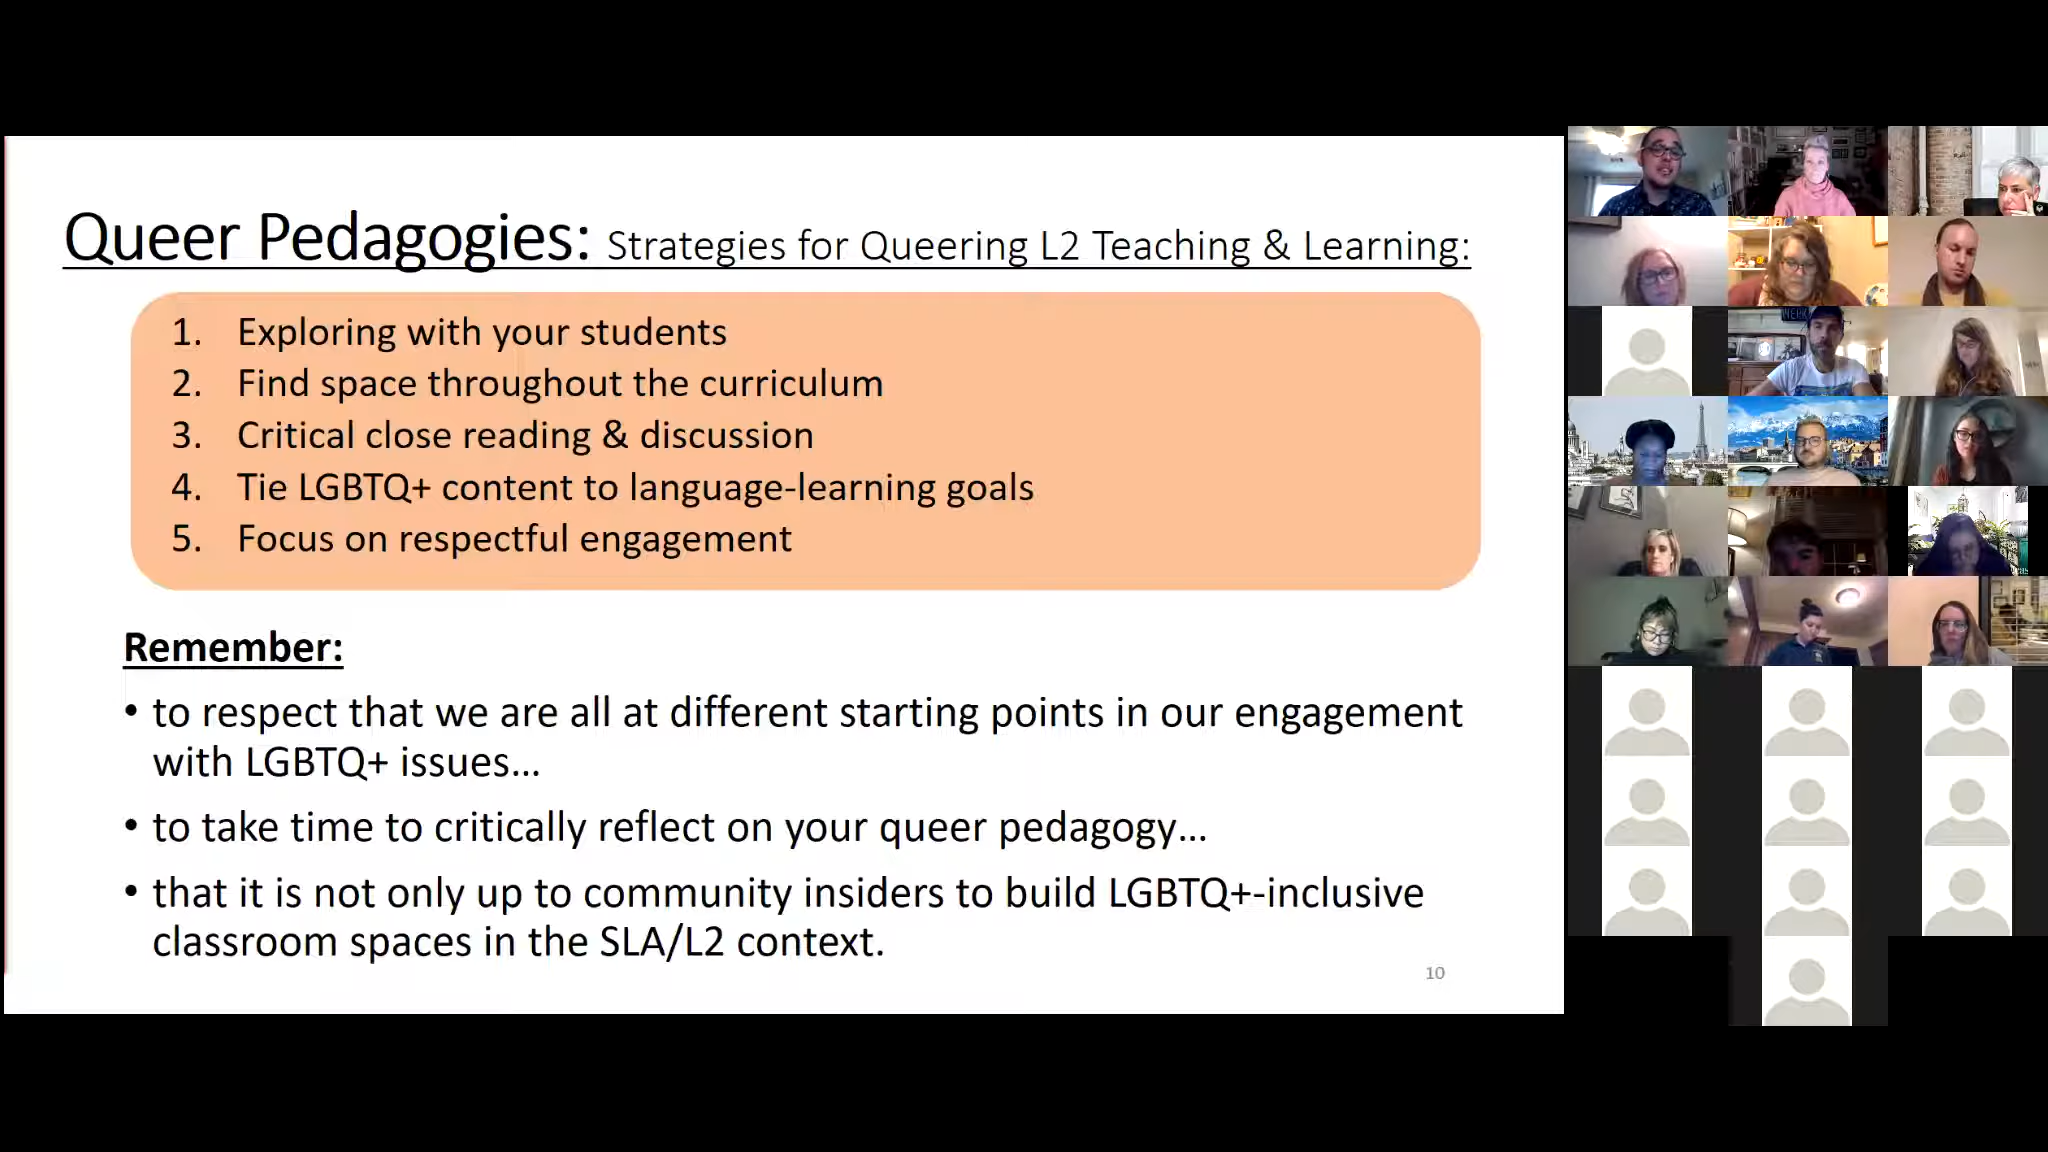 Queer Pedagogies: Strategies for Queering L2 Teaching & Learning:
1. Exploring with your students
2. Find space throughout the curriculum
3. Critical close reading & discussion
4. Tie LGBTQ+ content to language-learning goals
5. Focus on respectful engagement
Remember:
• to respect that we are all at different starting points in our engagement
with LGBTQ+ issues...
• to take time to critically reflect on your queer pedagogy...
• that it is not only up to community insiders to build LGBTQ+-inclusive
classroom spaces in the SLA/L2 context.
10